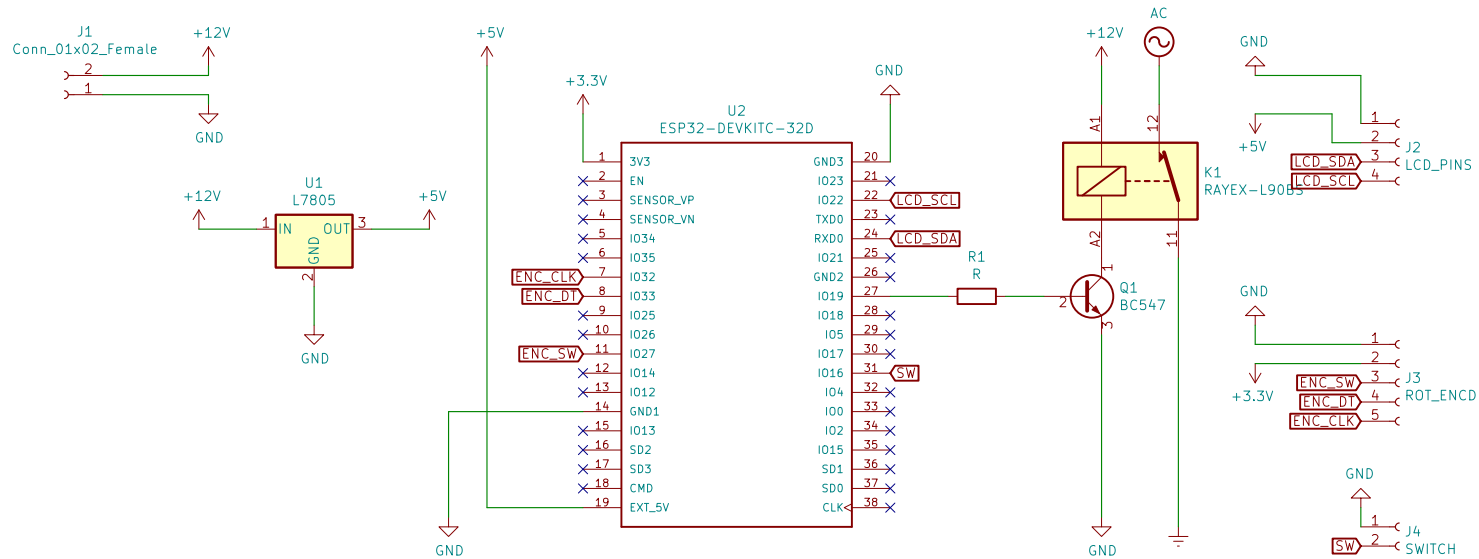 J1
Conn_01x02_Female
2
1
+12V
GND
+12V
U1
L7805
1
IN
OUT
3
+5V
GND
2
GND
+5V
+3.3V
GND
U2
ESP32-DEVKITC-32D
1 3V3
2 EN
3 SENSOR_VP
4 SENSOR_VN
5 IO34
6 IO35
ENC_CLK 7 IO32
ENC_DT 8 IO33
9 IO25
10 IO26
ENC_SW 11 IO27
12 IO14
13 IO12
14 GND1
15 IO13
16 SD2
17 SD3
18 CMD
19 EXT_5V
GND
GND3 20
IO23 21
IO22 22 LCD_SCL
TXD0 23
RXD0 24 LCD_SDA
IO21 25
GND2 26
IO19 27
IO18 28
IO5 29
IO17 30
IO16 31 SW
IO4 32
IO0 33
IO2 34
IO15 35
SD1 36
SD0 37
CLK 38
R1
R
+12V
AC
A1
12
K1
RAYEX-L90BS
A2
11
1
2
3
Q1
BC547
GND
GND
+5V
1
2
LCD_SDA 3
LCD_SCL 4
J2
LCD_PINS
GND
+3.3V
1
2
ENC_SW 3
ENC_DT 4
ENC_CLK 5
J3
ROT_ENCD
GND
1
SW 2
J4
SWITCH